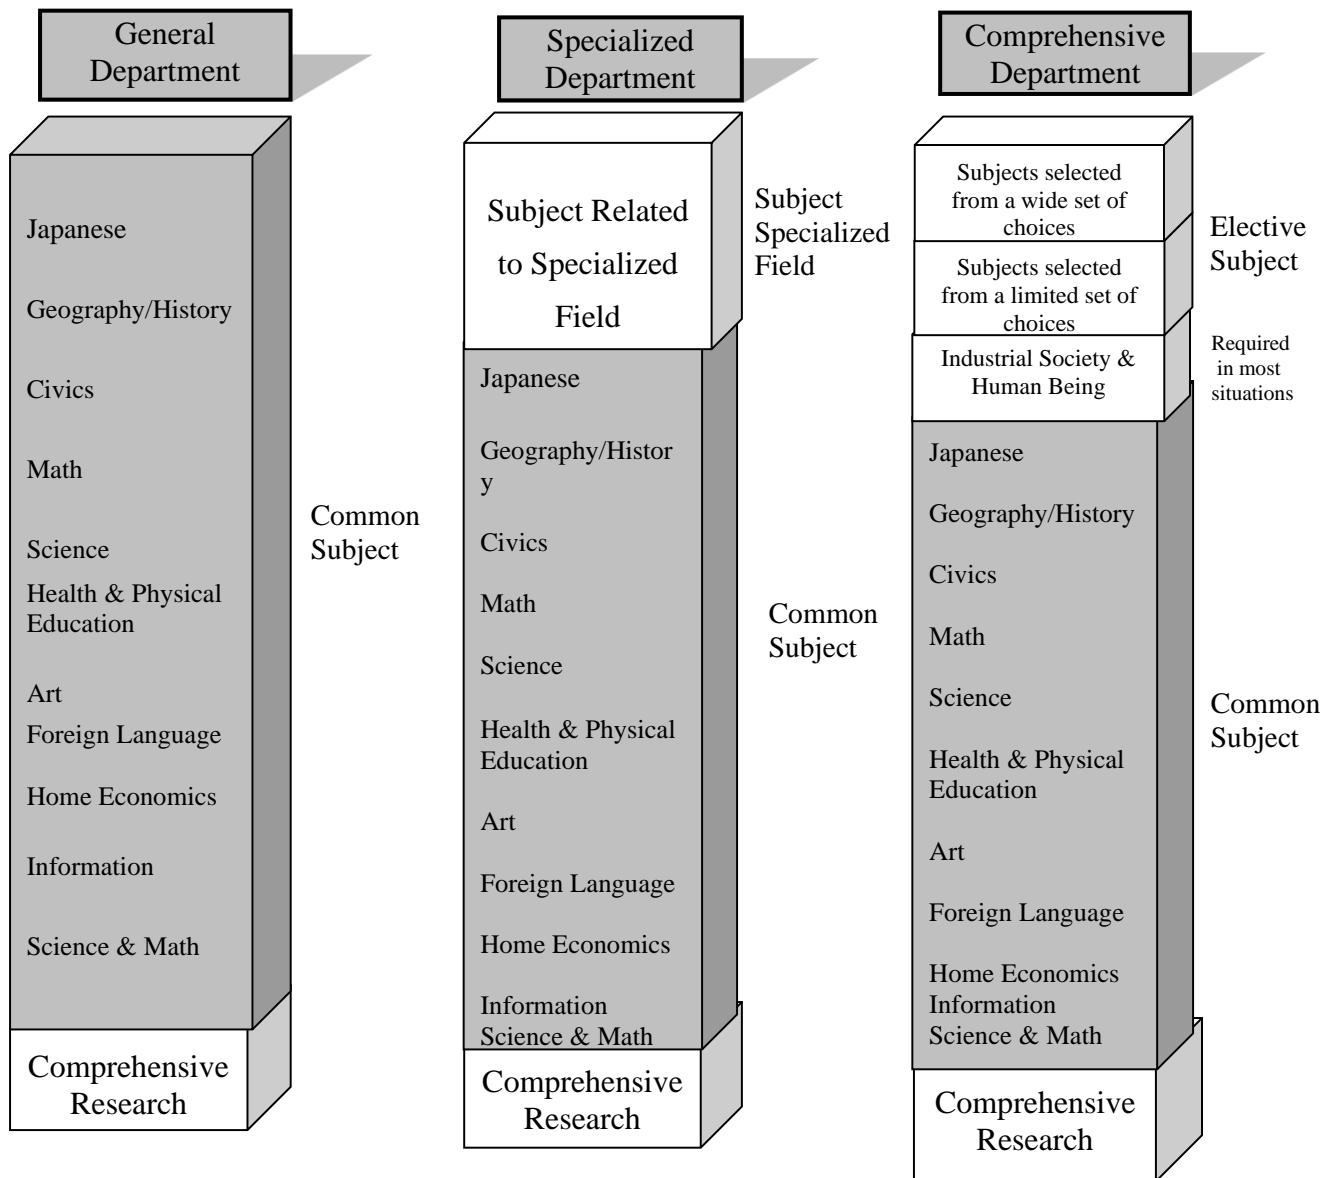 General
Department
Japanese
Geography/History
Civics
Math
Science
Health & Physical
Education
Art
Foreign Language
Home Economics
Information
Science & Math
Comprehensive
Research
Common
Subject
Specialized
Department
Subject Related
to Specialized
Field
Subject
Specialized
Field
Japanese
Geography/Histor
y
Civics
Math
Science
Health & Physical
Education
Art
Foreign Language
Home Economics
Information
Science & Math
Comprehensive
Research
Common
Subject
Comprehensive
Department
Subjects selected
from a wide set of
choices
Subjects selected
from a limited set of
choices
Elective
Subject
Industrial Society &
Human Being
Required
in most
situations
Japanese
Geography/History
Civics
Math
Science
Health & Physical
Education
Art
Foreign Language
Home Economics
Information
Science & Math
Common
Subject
Comprehensive
Research